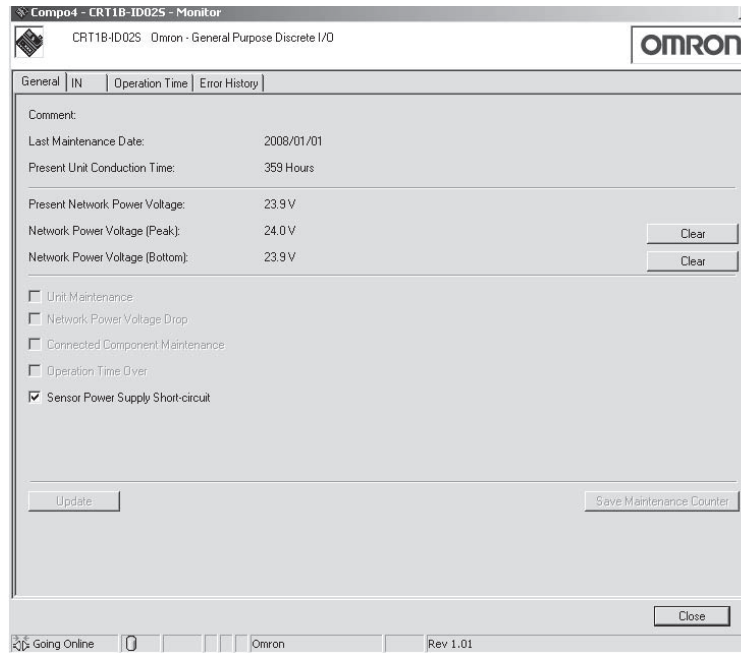 Compo4 - CRT1B-ID02S - Monitor
CRT1B-ID02S Omron - General Purpose Discrete I/O
OMRON
General IN Operation Time Error History
Comment:
Last Maintenance Date: 2008/01/01
Present Unit Conduction Time: 359 Hours
Present Network Power Voltage: 23.9 V
Network Power Voltage (Peak): 24.0 V Clear
Network Power Voltage (Bottom): 23.9 V Clear
Unit Maintenance
Network Power Voltage Drop
Connected Component Maintenance
Operation Time Over
Sensor Power Supply Short-circuit
Update Save Maintenance Counter
Close
Going Online Omron Rev 1.01